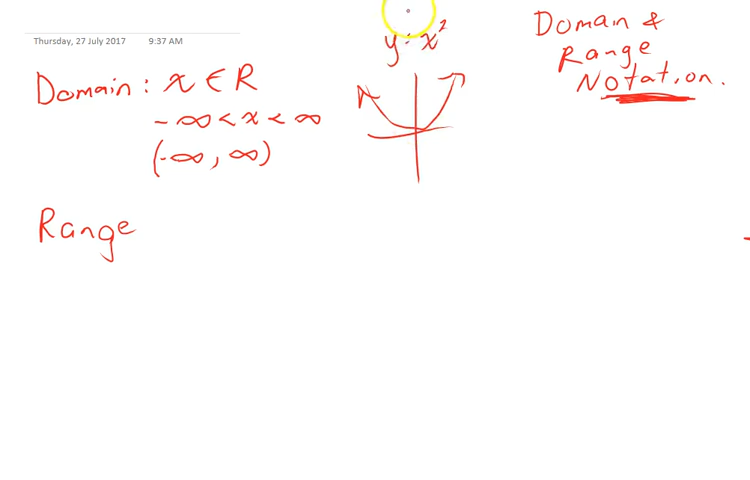 Thursday, 27 July 2017 9:37 AM
Domain : x ∈ R
-∞ < x < ∞
(-∞, ∞)
Range
y = x²
Domain &
Range
Notation.